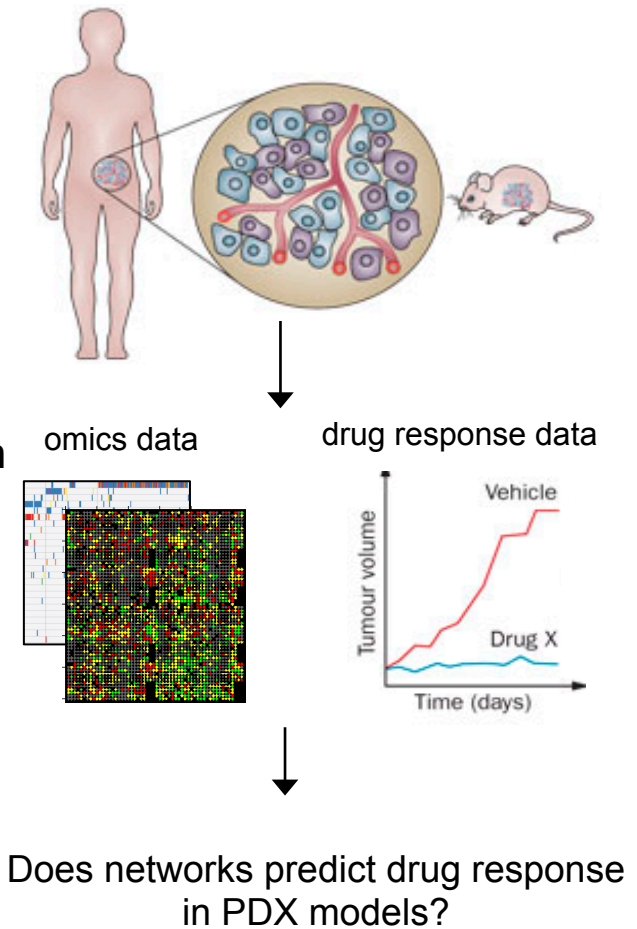 omics data
drug response data
Vehicle
Tumour volume
Drug X
Time (days)
Does networks predict drug response
in PDX models?